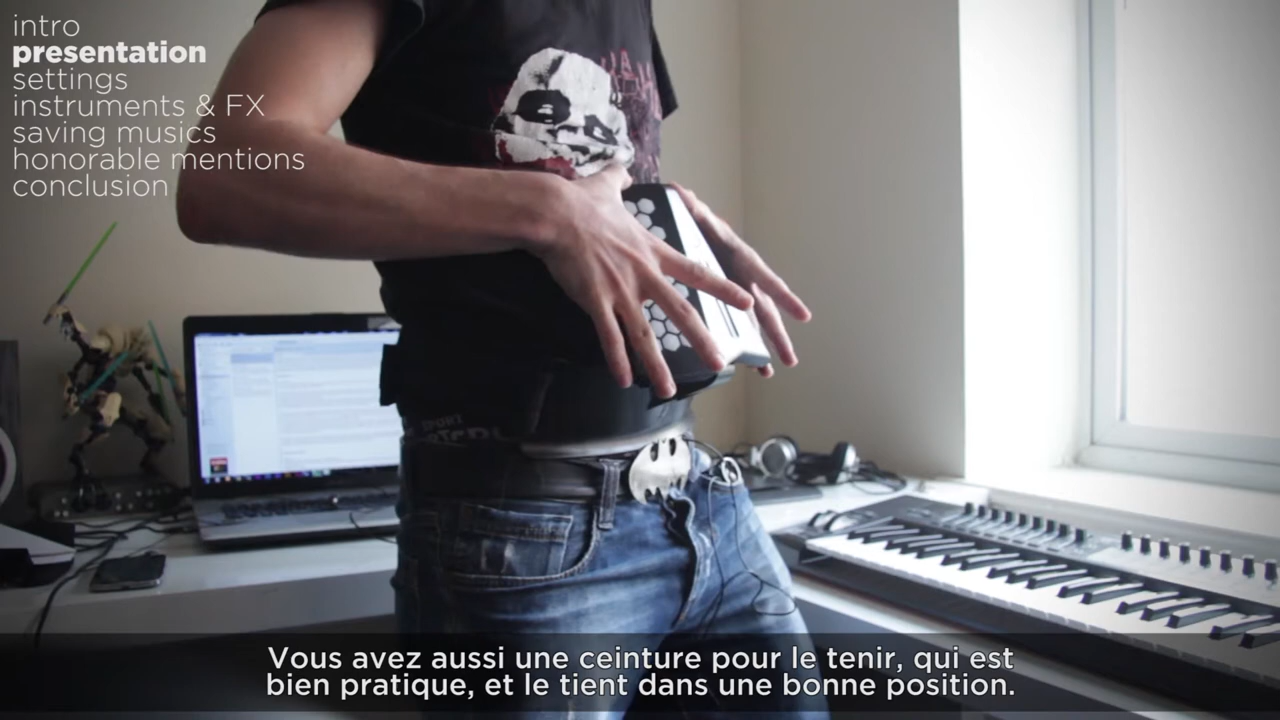 intro
presentation
settings
instruments & FX
saving musics
honorable mentions
conclusion
Vous avez aussi une ceinture pour le tenir, qui est
bien pratique, et le tient dans une bonne position.